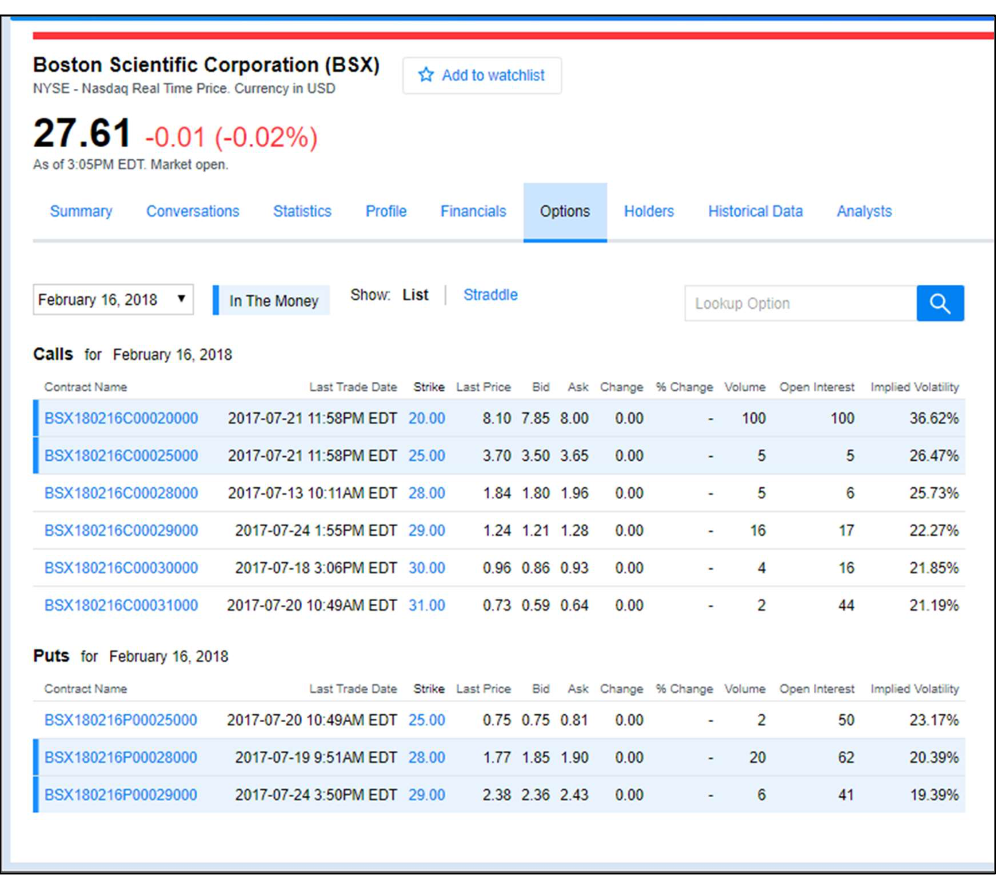 Boston Scientific Corporation (BSX)
Add to watchlist
NYSE - Nasdaq Real Time Price. Currency in USD
27.61 -0.01 (-0.02%)
As of 3:05PM EDT. Market open.
Summary Conversations Statistics Profile Financials Options Holders Historical Data Analysts
February 16, 2018 ▼ In The Money Show: List Straddle Lookup Option
Calls for February 16, 2018
Contract Name Last Trade Date Strike Last Price Bid Ask Change % Change Volume Open Interest Implied Volatility
BSX180216C00020000 2017-07-21 11:58PM EDT 20.00 8.10 7.85 8.00 0.00 - 100 100 36.62%
BSX180216C00025000 2017-07-21 11:58PM EDT 25.00 3.70 3.50 3.65 0.00 - 5 5 26.47%
BSX180216C00028000 2017-07-13 10:11AM EDT 28.00 1.84 1.80 1.96 0.00 - 5 6 25.73%
BSX180216C00029000 2017-07-24 1:55PM EDT 29.00 1.24 1.21 1.28 0.00 - 16 17 22.27%
BSX180216C00030000 2017-07-18 3:06PM EDT 30.00 0.96 0.86 0.93 0.00 - 4 16 21.85%
BSX180216C00031000 2017-07-20 10:49AM EDT 31.00 0.73 0.59 0.64 0.00 - 2 44 21.19%
Puts for February 16, 2018
Contract Name Last Trade Date Strike Last Price Bid Ask Change % Change Volume Open Interest Implied Volatility
BSX180216P00025000 2017-07-20 10:49AM EDT 25.00 0.75 0.75 0.81 0.00 - 2 50 23.17%
BSX180216P00028000 2017-07-19 9:51AM EDT 28.00 1.77 1.85 1.90 0.00 - 20 62 20.39%
BSX180216P00029000 2017-07-24 3:50PM EDT 29.00 2.38 2.36 2.43 0.00 - 6 41 19.39%